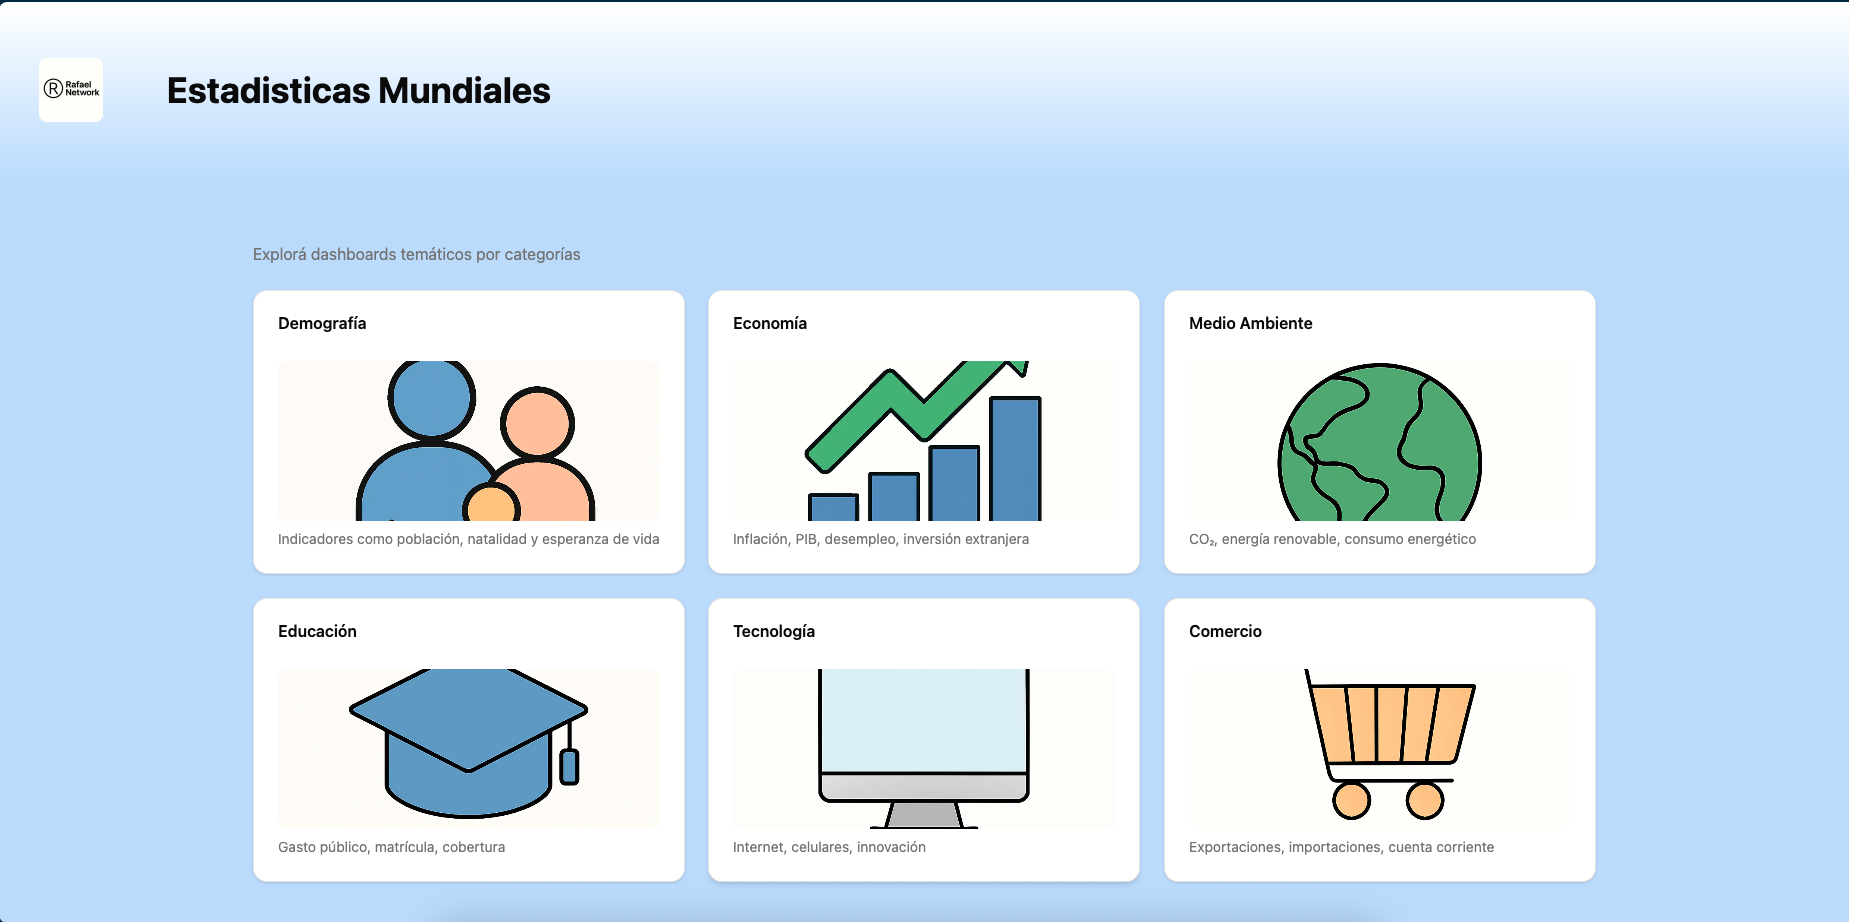 R Rafael
Network
Estadisticas Mundiales
Explorá dashboards temáticos por categorías
Demografía
Economía
Medio Ambiente
Indicadores como población, natalidad y esperanza de vida
Inflación, PIB, desempleo, inversión extranjera
CO₂, energía renovable, consumo energético
Educación
Tecnología
Comercio
Gasto público, matrícula, cobertura
Internet, celulares, innovación
Exportaciones, importaciones, cuenta corriente